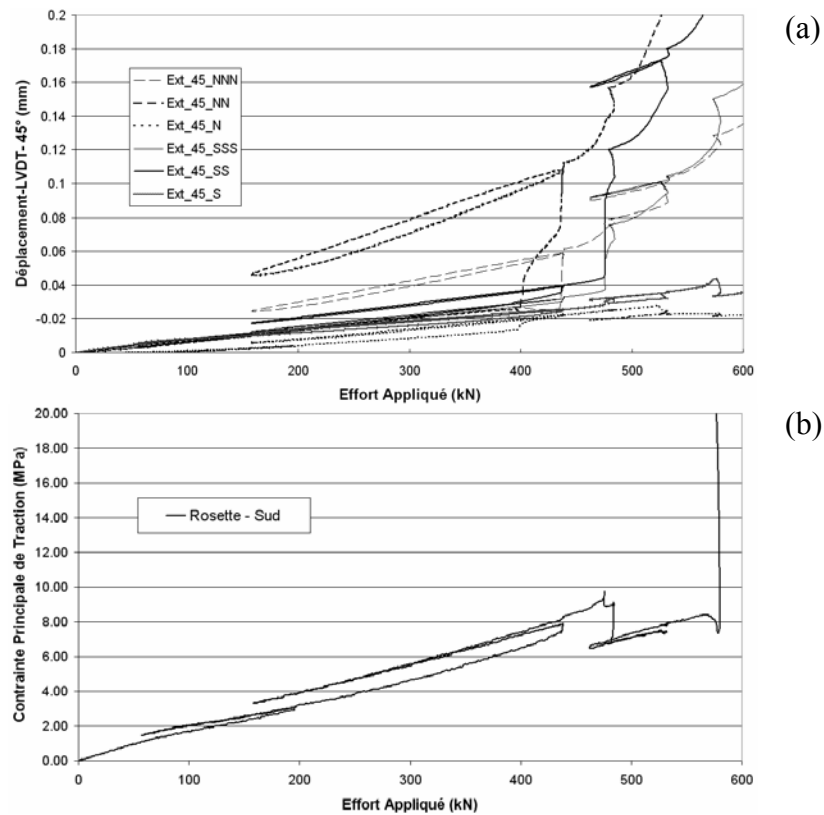 (a)
0.2
0.18
0.16
0.14
0.12
0.1
0.08
0.06
0.04
-0.02
0
Déplacement-LVDT- 45° (mm)
Ext_45_NNN
Ext_45_NN
Ext_45_N
Ext_45_SSS
Ext_45_SS
Ext_45_S
0 100 200 300 400 500 600
Effort Appliqué (kN)
(b)
20.00
18.00
16.00
14.00
12.00
10.00
8.00
6.00
4.00
2.00
0.00
Contrainte Principale de Traction (MPa)
Rosette - Sud
0 100 200 300 400 500 600
Effort Appliqué (kN)